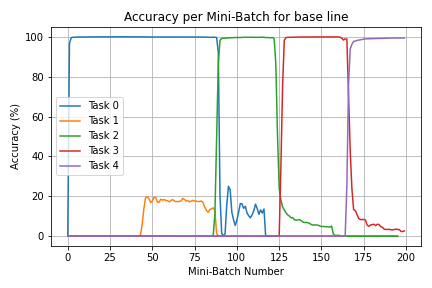 Accuracy per Mini-Batch for base line
Accuracy (%)
100
80
60
40
20
0
Task 0
Task 1
Task 2
Task 3
Task 4
0 25 50 75 100 125 150 175 200
Mini-Batch Number